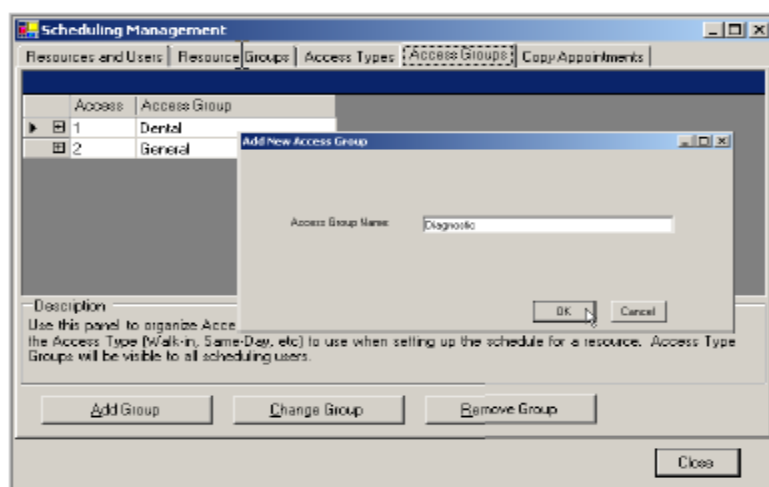 Scheduling Management
Resources and Users Resource Groups Access Types Access Groups Copy Appointments
Access Access Group
1 Dental
2 General
Add New Access Group
Access Group Name: Diagnostic
OK Cancel
Description
Use this panel to organize Acce
the Access Type (Walk-in, Same-Day, etc) to use when setting up the schedule for a resource. Access Type
Groups will be visible to all scheduling users.
Add Group Change Group Remove Group
Close